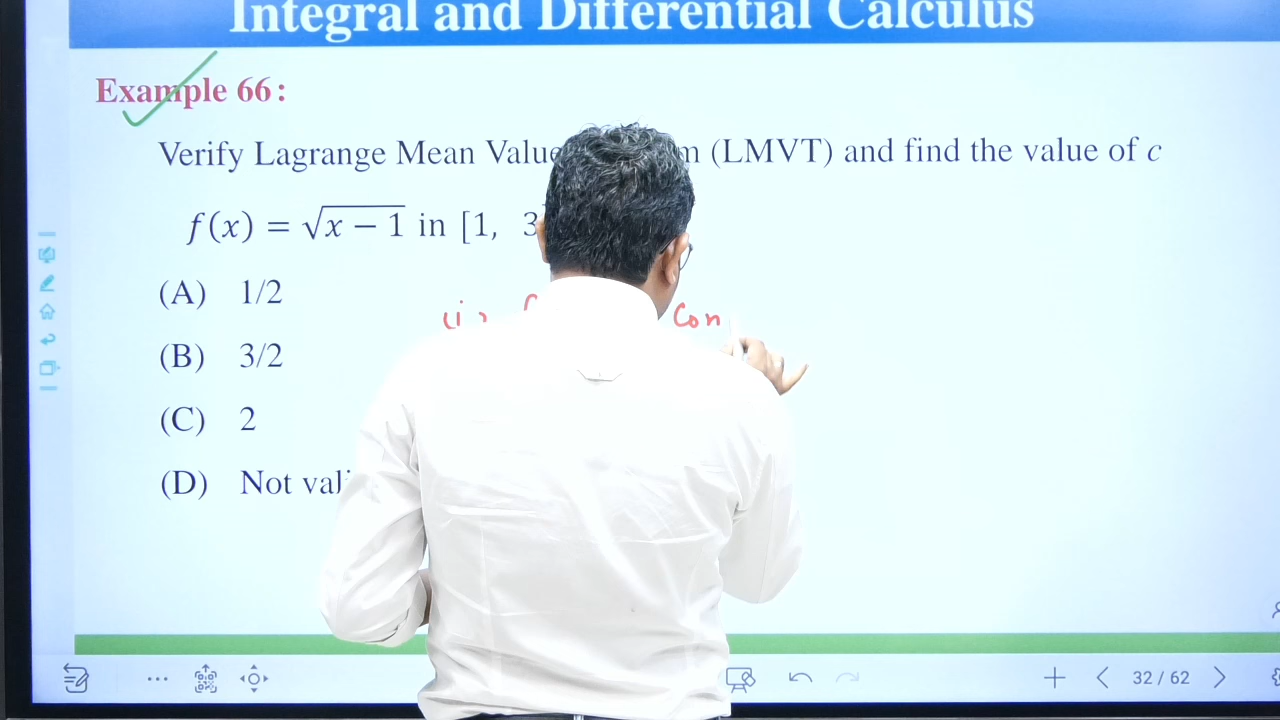 Integral and Differential Calculus
Example 66:
Verify Lagrange Mean Value (LMVT) and find the value of c
f(x) = √x − 1 in [1, 3
(A) 1/2
(B) 3/2
(C) 2
(D) Not
(i) Con
32 / 62